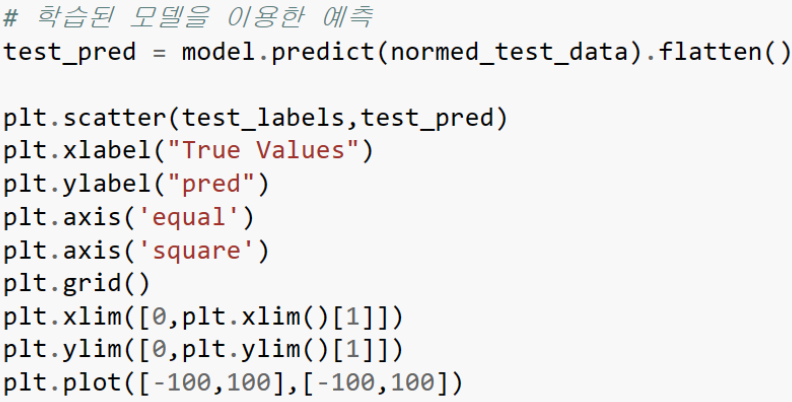 # 학습된 모델을 이용한 예측
test_pred = model.predict(normed_test_data).flatten()
plt.scatter(test_labels,test_pred)
plt.xlabel("True Values")
plt.ylabel("pred")
plt.axis('equal')
plt.axis('square')
plt.grid()
plt.xlim([0,plt.xlim()[1]])
plt.ylim([0,plt.ylim()[1]])
plt.plot([-100,100],[-100,100])